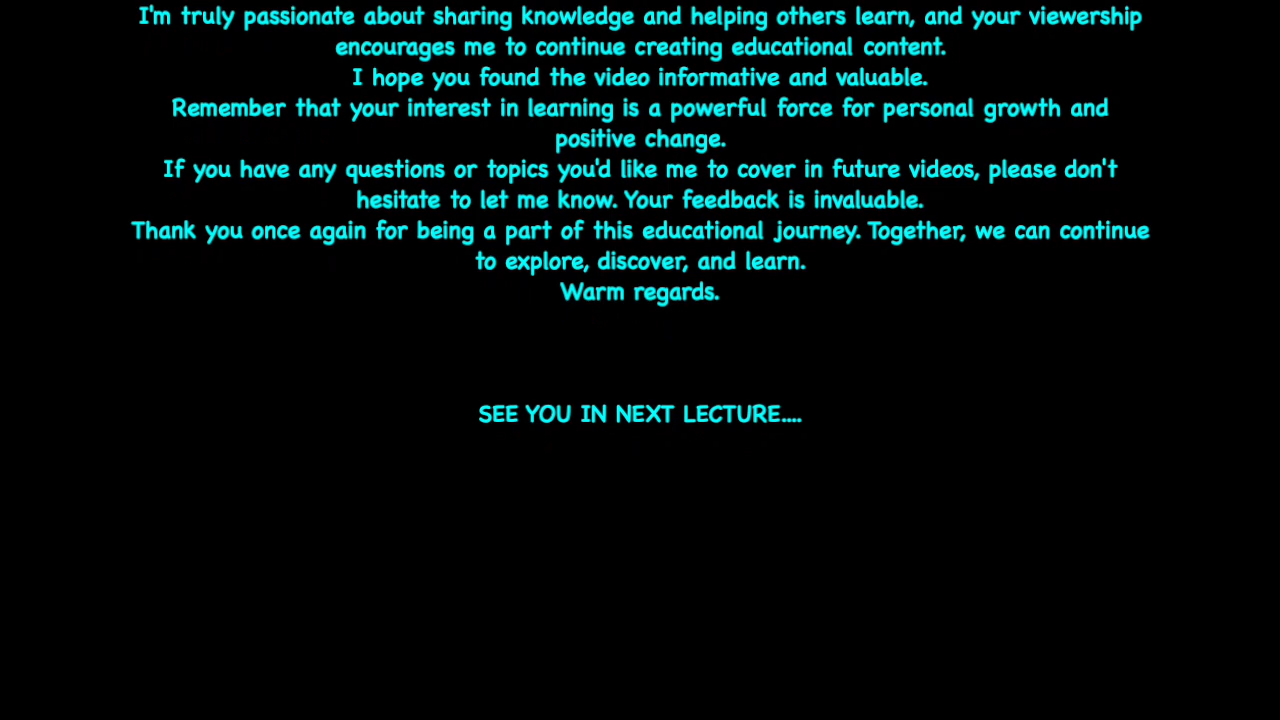 I'm truly passionate about sharing knowledge and helping others learn, and your viewership
encourages me to continue creating educational content.
I hope you found the video informative and valuable.
Remember that your interest in learning is a powerful force for personal growth and
positive change.
If you have any questions or topics you'd like me to cover in future videos, please don't
hesitate to let me know. Your feedback is invaluable.
Thank you once again for being a part of this educational journey. Together, we can continue
to explore, discover, and learn.
Warm regards.
SEE YOU IN NEXT LECTURE....